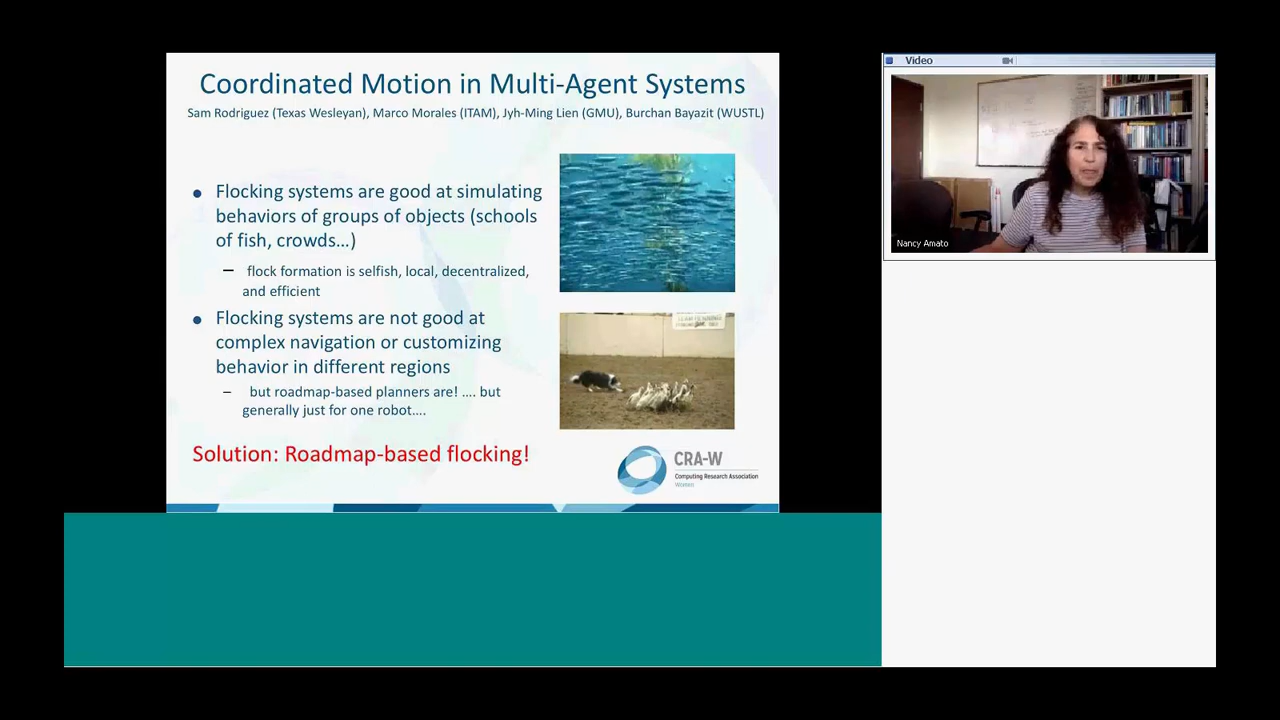 Coordinated Motion in Multi-Agent Systems
Sam Rodriguez (Texas Wesleyan), Marco Morales (ITAM), Jyh-Ming Lien (GMU), Burchan Bayazit (WUSTL)
● Flocking systems are good at simulating
behaviors of groups of objects (schools
of fish, crowds…)
– flock formation is selfish, local, decentralized,
and efficient
● Flocking systems are not good at
complex navigation or customizing
behavior in different regions
– but roadmap-based planners are! …. but
generally just for one robot….
Solution: Roadmap-based flocking!
CRA-W
Computing Research Association
Women
Video
Nancy Amato